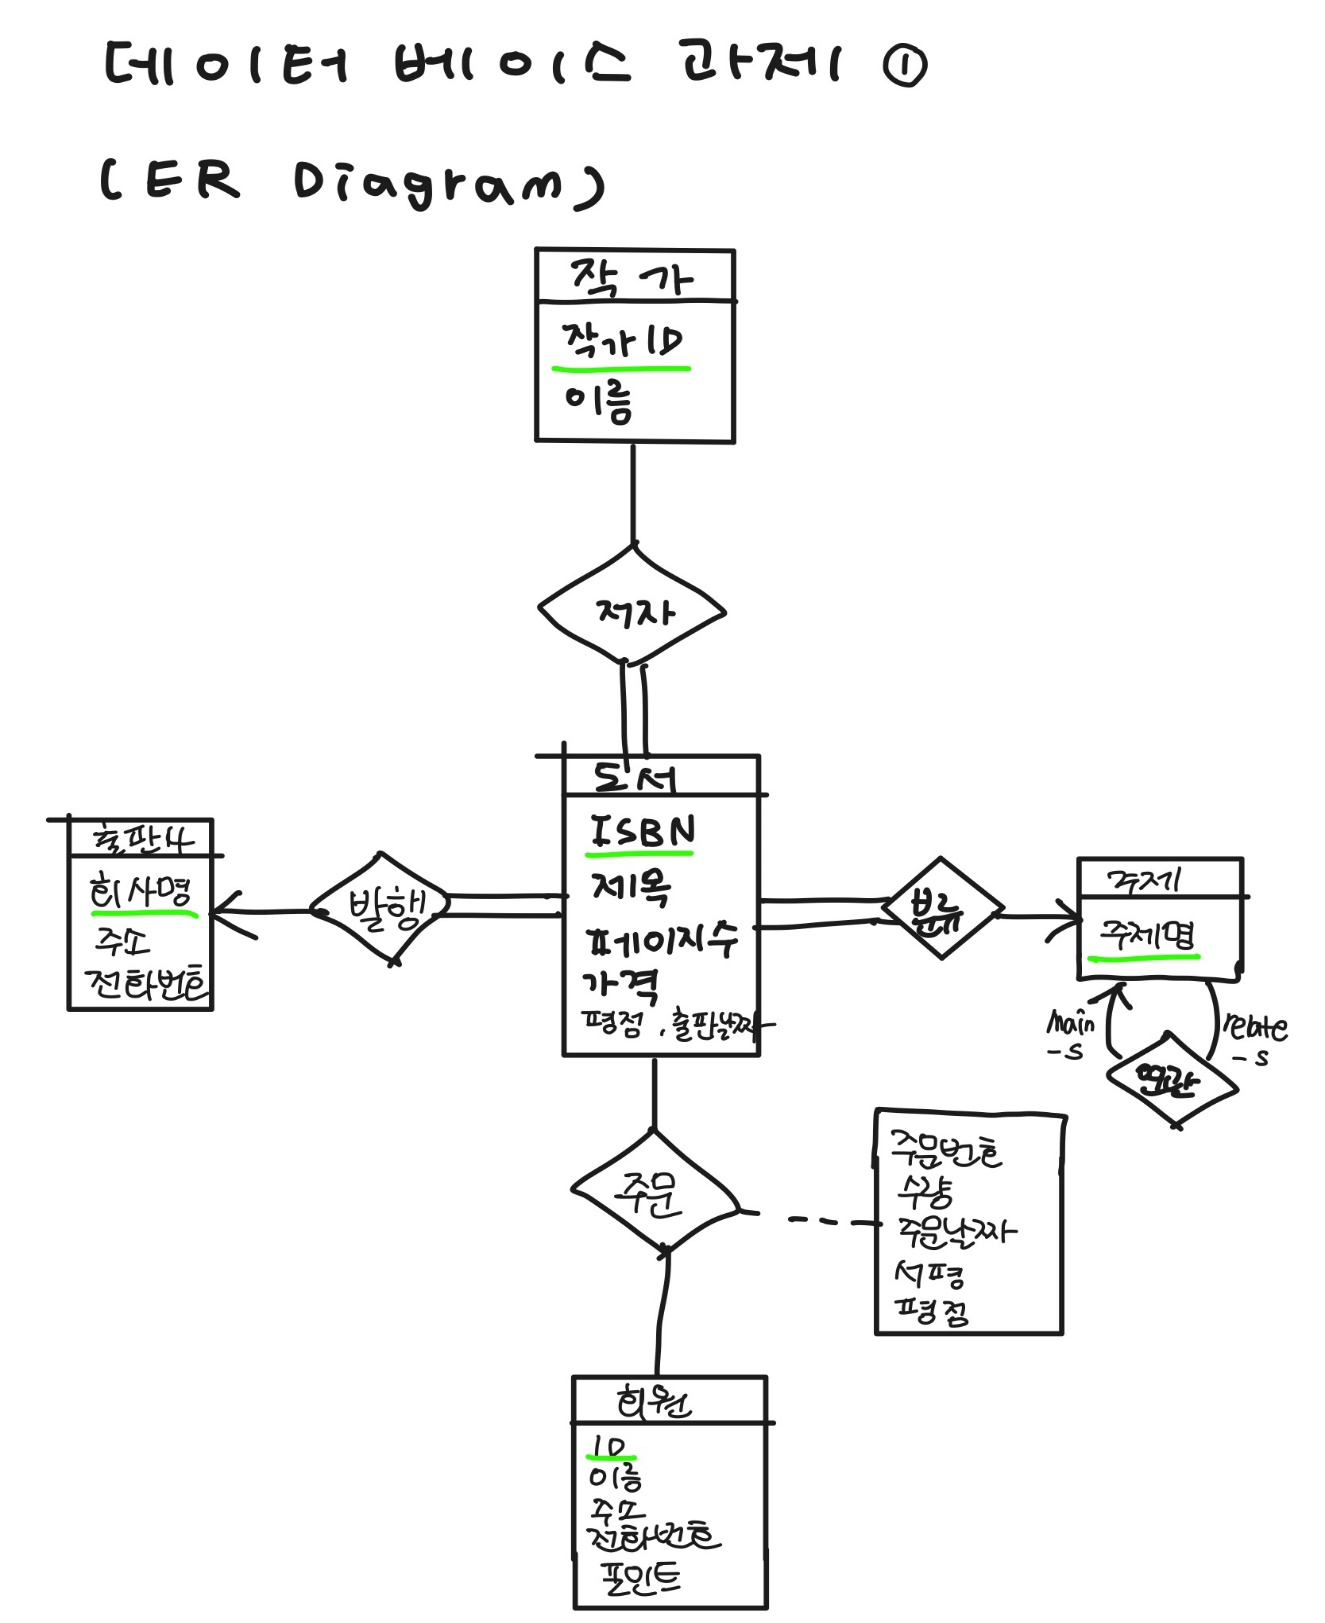 데이터 베이스 과제 ①
(ER Diagram)
작가
작가ID
이름
저자
도서
ISBN
제목
페이지수
가격
평점, 출판날짜
출판사
회사명
주소
전화번호
발행
분류
주제
주제명
main
-s
relate
-s
연관
주문
주문번호
수량
주문날짜
서평
평점
회원
ID
이름
주소
전화번호
포인트